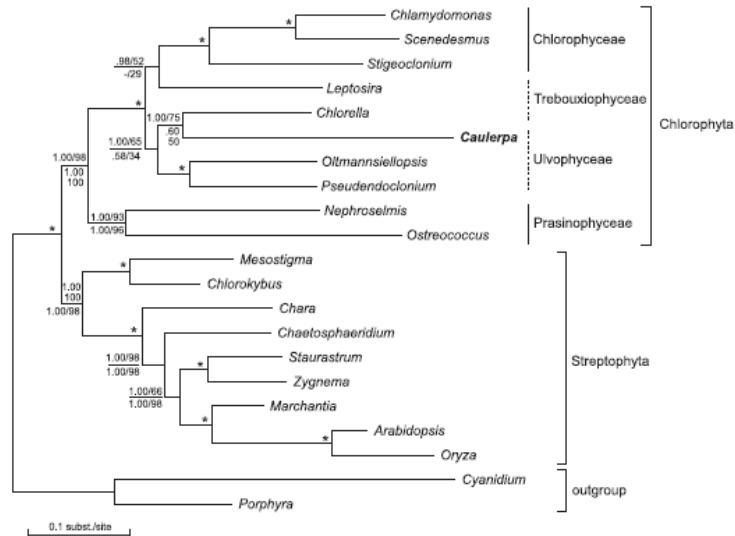 Chlamydomonas
*
Scenedesmus
Chlorophyceae
*
.98/52
-/29
Stigeoclonium
Leptosira
Trebouxiophyceae
*
1.00/75
Chlorella
.60
50
Chlorophyta
Caulerpa
1.00/65
.58/34
Oltmannsiellopsis
Ulvophyceae
1.00/98
1.00
100
*
Pseudendoclonium
1.00/93
1.00/96
Nephroselmis
Prasinophyceae
Ostreococcus
*
Mesostigma
*
1.00
100
1.00/98
Chlorokybus
Chara
*
Chaetosphaeridium
1.00/98
1.00/98
Staurastrum
*
Streptophyta
Zygnema
1.00/66
1.00/98
Marchantia
*
Arabidopsis
*
Oryza
Cyanidium
outgroup
Porphyra
0.1 subst./site